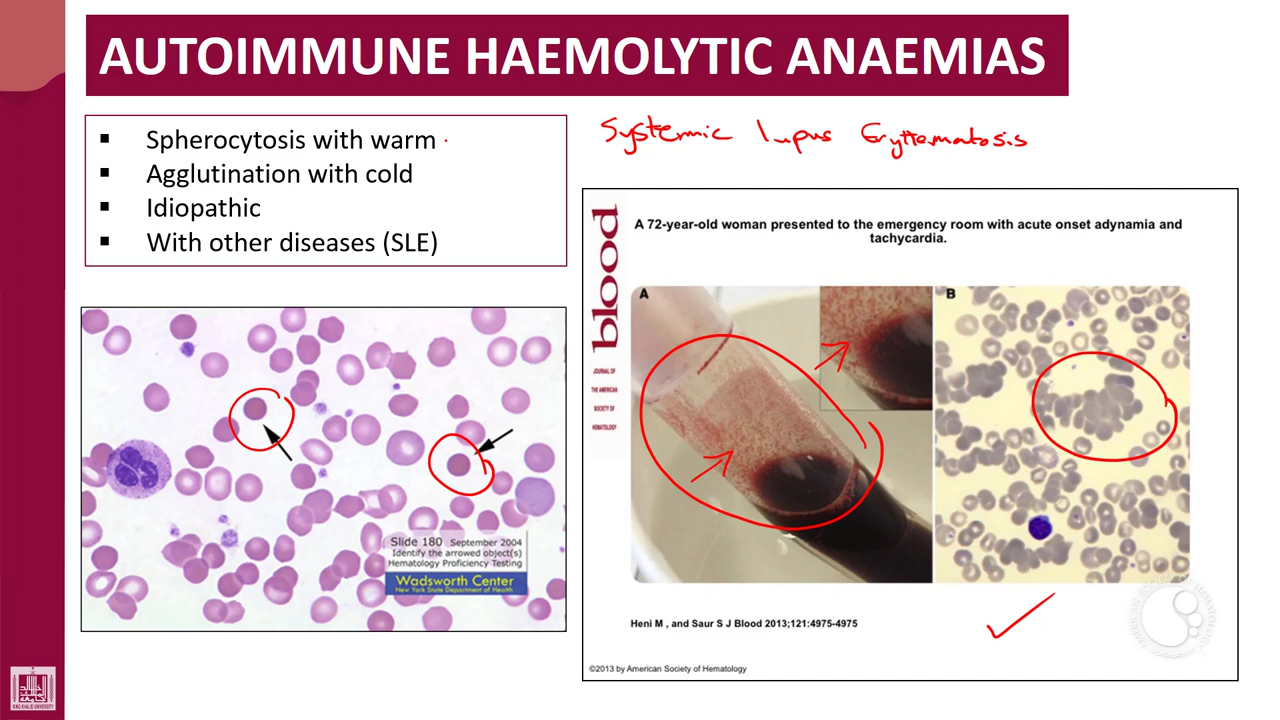 AUTOIMMUNE HAEMOLYTIC ANAEMIAS
▪ Spherocytosis with warm
▪ Agglutination with cold
▪ Idiopathic
▪ With other diseases (SLE)
Systemic lupus Erythematosis
Slide 180 September 2004
Identify the arrowed object(s)
Hematology Proficiency Testing
Wadsworth Center
New York State Department of Health
blood
JOURNAL OF
THE AMERICAN
SOCIETY OF
HEMATOLOGY
A 72-year-old woman presented to the emergency room with acute onset adynamia and
tachycardia.
A
B
Heni M , and Saur S J Blood 2013;121:4975-4975
©2013 by American Society of Hematology
KING KHALID UNIVERSITY